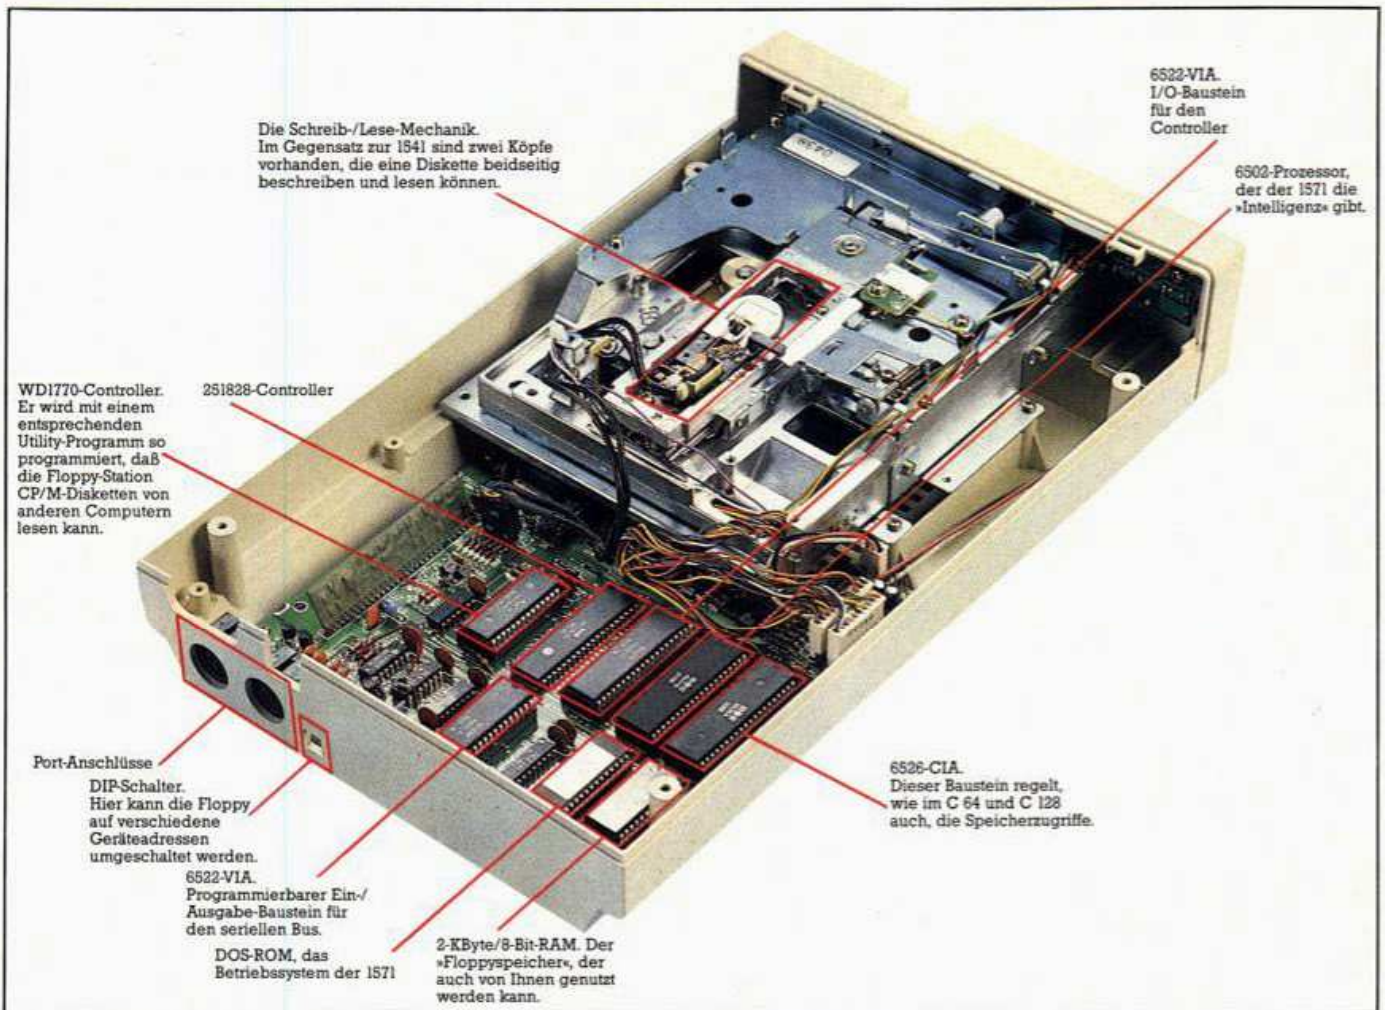 Die Schreib-/Lese-Mechanik.
Im Gegensatz zur 1541 sind zwei Köpfe
vorhanden, die eine Diskette beidseitig
beschreiben und lesen können.
6522-VIA.
I/O-Baustein
für den
Controller
6502-Prozessor,
der der 1571 die
»Intelligenz« gibt.
WD1770-Controller.
Er wird mit einem
entsprechenden
Utility-Programm so
programmiert, daß
die Floppy-Station
CP/M-Disketten von
anderen Computern
lesen kann.
251828-Controller
Port-Anschlüsse
DIP-Schalter.
Hier kann die Floppy
auf verschiedene
Geräteadressen
umgeschaltet werden.
6522-VIA.
Programmierbarer Ein-/
Ausgabe-Baustein für
den seriellen Bus.
DOS-ROM, das
Betriebssystem der 1571
2-KByte/8-Bit-RAM. Der
»Floppyspeicher«, der
auch von Ihnen genutzt
werden kann.
6526-CIA.
Dieser Baustein regelt,
wie im C 64 und C 128
auch, die Speicherzugriffe.